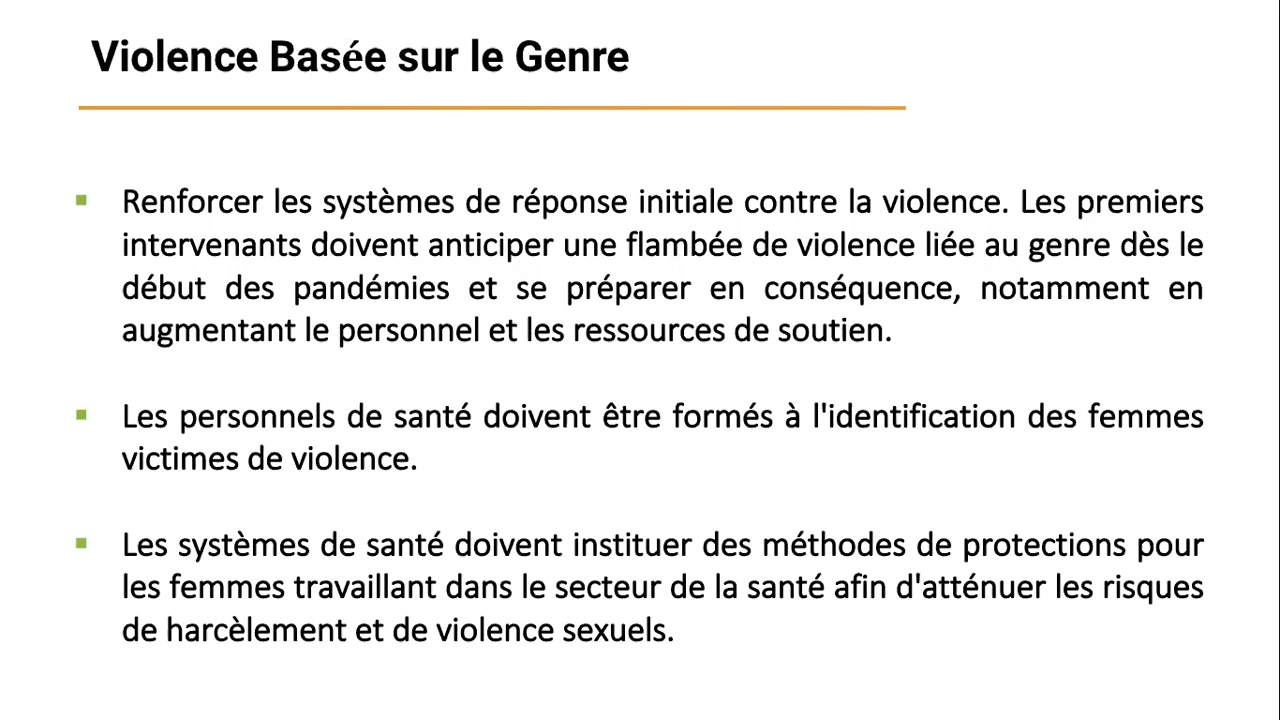 Violence Basée sur le Genre
▪ Renforcer les systèmes de réponse initiale contre la violence. Les premiers
intervenants doivent anticiper une flambée de violence liée au genre dès le
début des pandémies et se préparer en conséquence, notamment en
augmentant le personnel et les ressources de soutien.
▪ Les personnels de santé doivent être formés à l'identification des femmes
victimes de violence.
▪ Les systèmes de santé doivent instituer des méthodes de protections pour
les femmes travaillant dans le secteur de la santé afin d'atténuer les risques
de harcèlement et de violence sexuels.